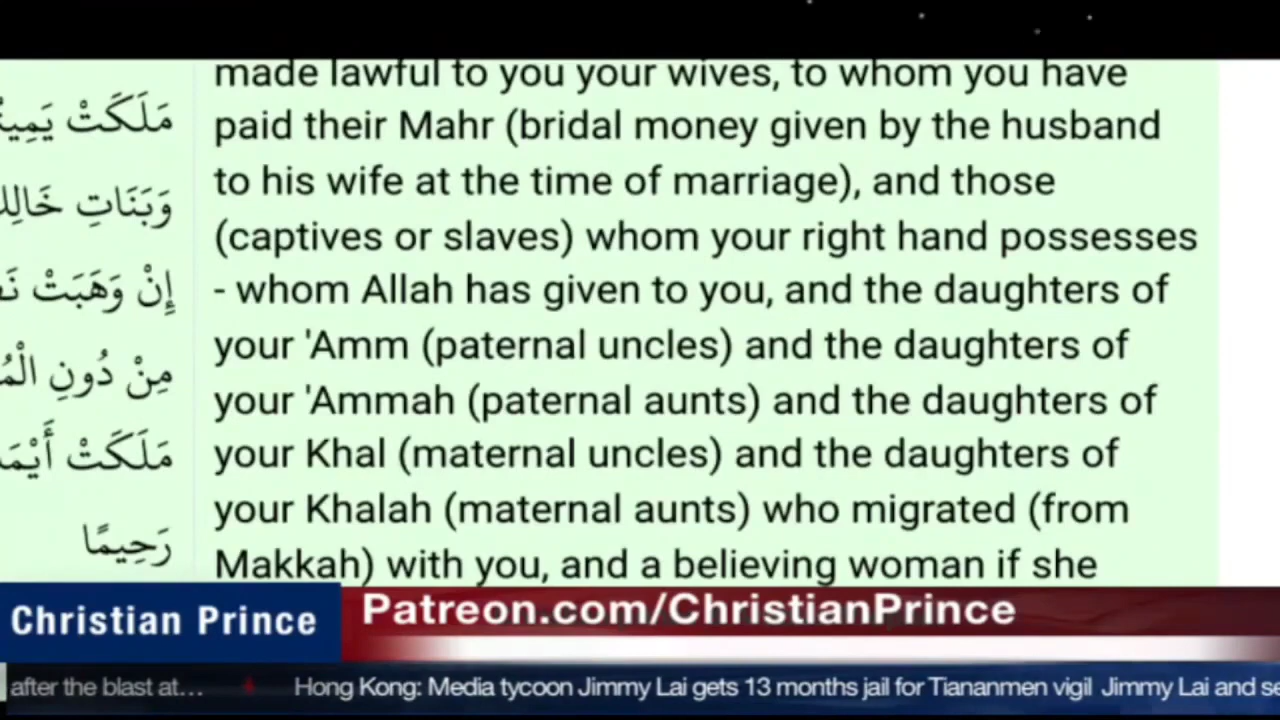 made lawful to you your wives, to whom you have
paid their Mahr (bridal money given by the husband
to his wife at the time of marriage), and those
(captives or slaves) whom your right hand possesses
- whom Allah has given to you, and the daughters of
your 'Amm (paternal uncles) and the daughters of
your 'Ammah (paternal aunts) and the daughters of
your Khal (maternal uncles) and the daughters of
your Khalah (maternal aunts) who migrated (from
Makkah) with you, and a believing woman if she
مَلَكَتْ
وَبَنَاتِ
إِنْ وَهَبَتْ
مِنْ دُونِ
مَلَكَتْ
رَحِيمًا
Christian Prince
Patreon.com/ChristianPrince
after the blast at... Hong Kong: Media tycoon Jimmy Lai gets 13 months jail for Tiananmen vigil Jimmy Lai and